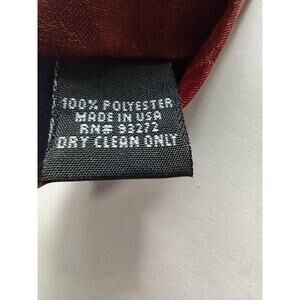 100% POLYESTER
MADE IN USA
RN# 93272
DRY CLEAN ONLY